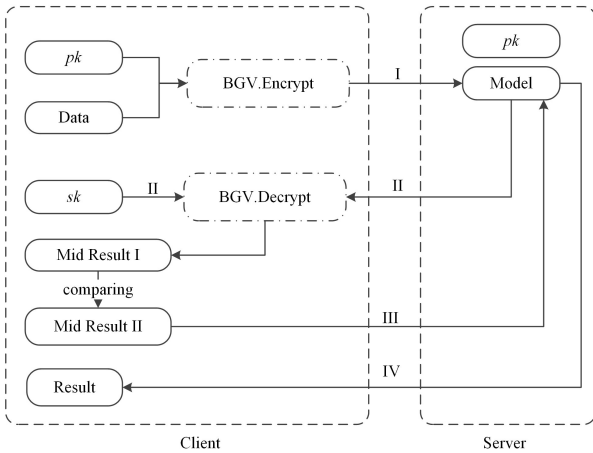 pk
pk
BGV.Encrypt
I
Model
Data
sk
II
BGV.Decrypt
II
Mid Result I
comparing
Mid Result II
III
Result
IV
Client
Server